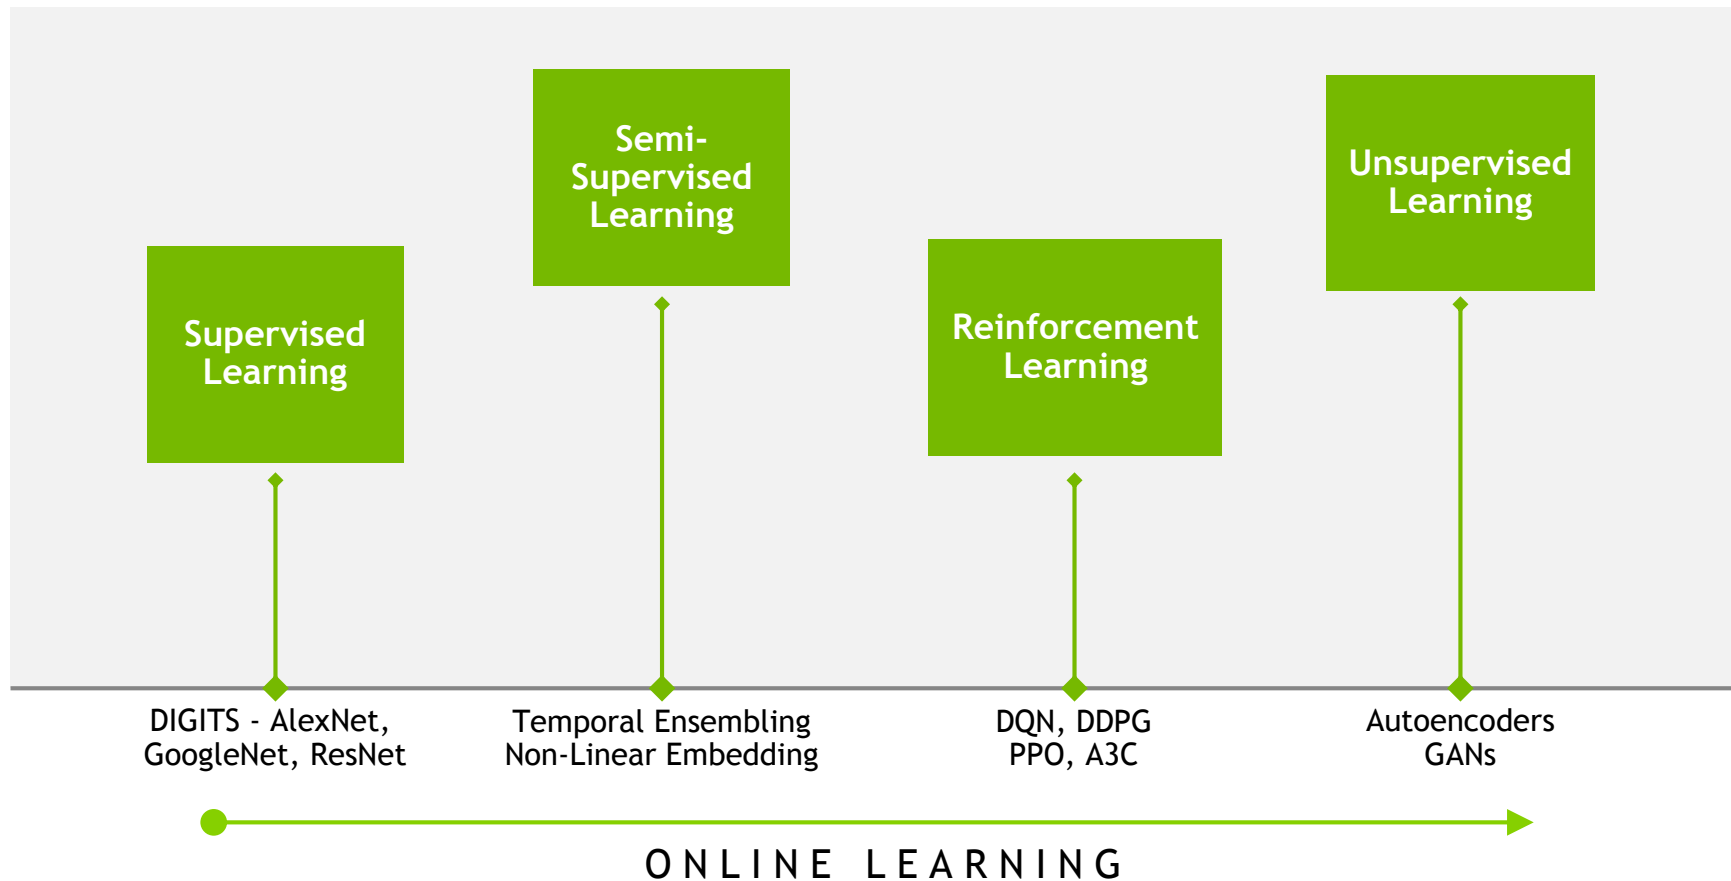 Supervised
Learning
Semi-
Supervised
Learning
Reinforcement
Learning
Unsupervised
Learning
DIGITS - AlexNet,
GoogleNet, ResNet
Temporal Ensembling
Non-Linear Embedding
DQN, DDPG
PPO, A3C
Autoencoders
GANs
ONLINE LEARNING